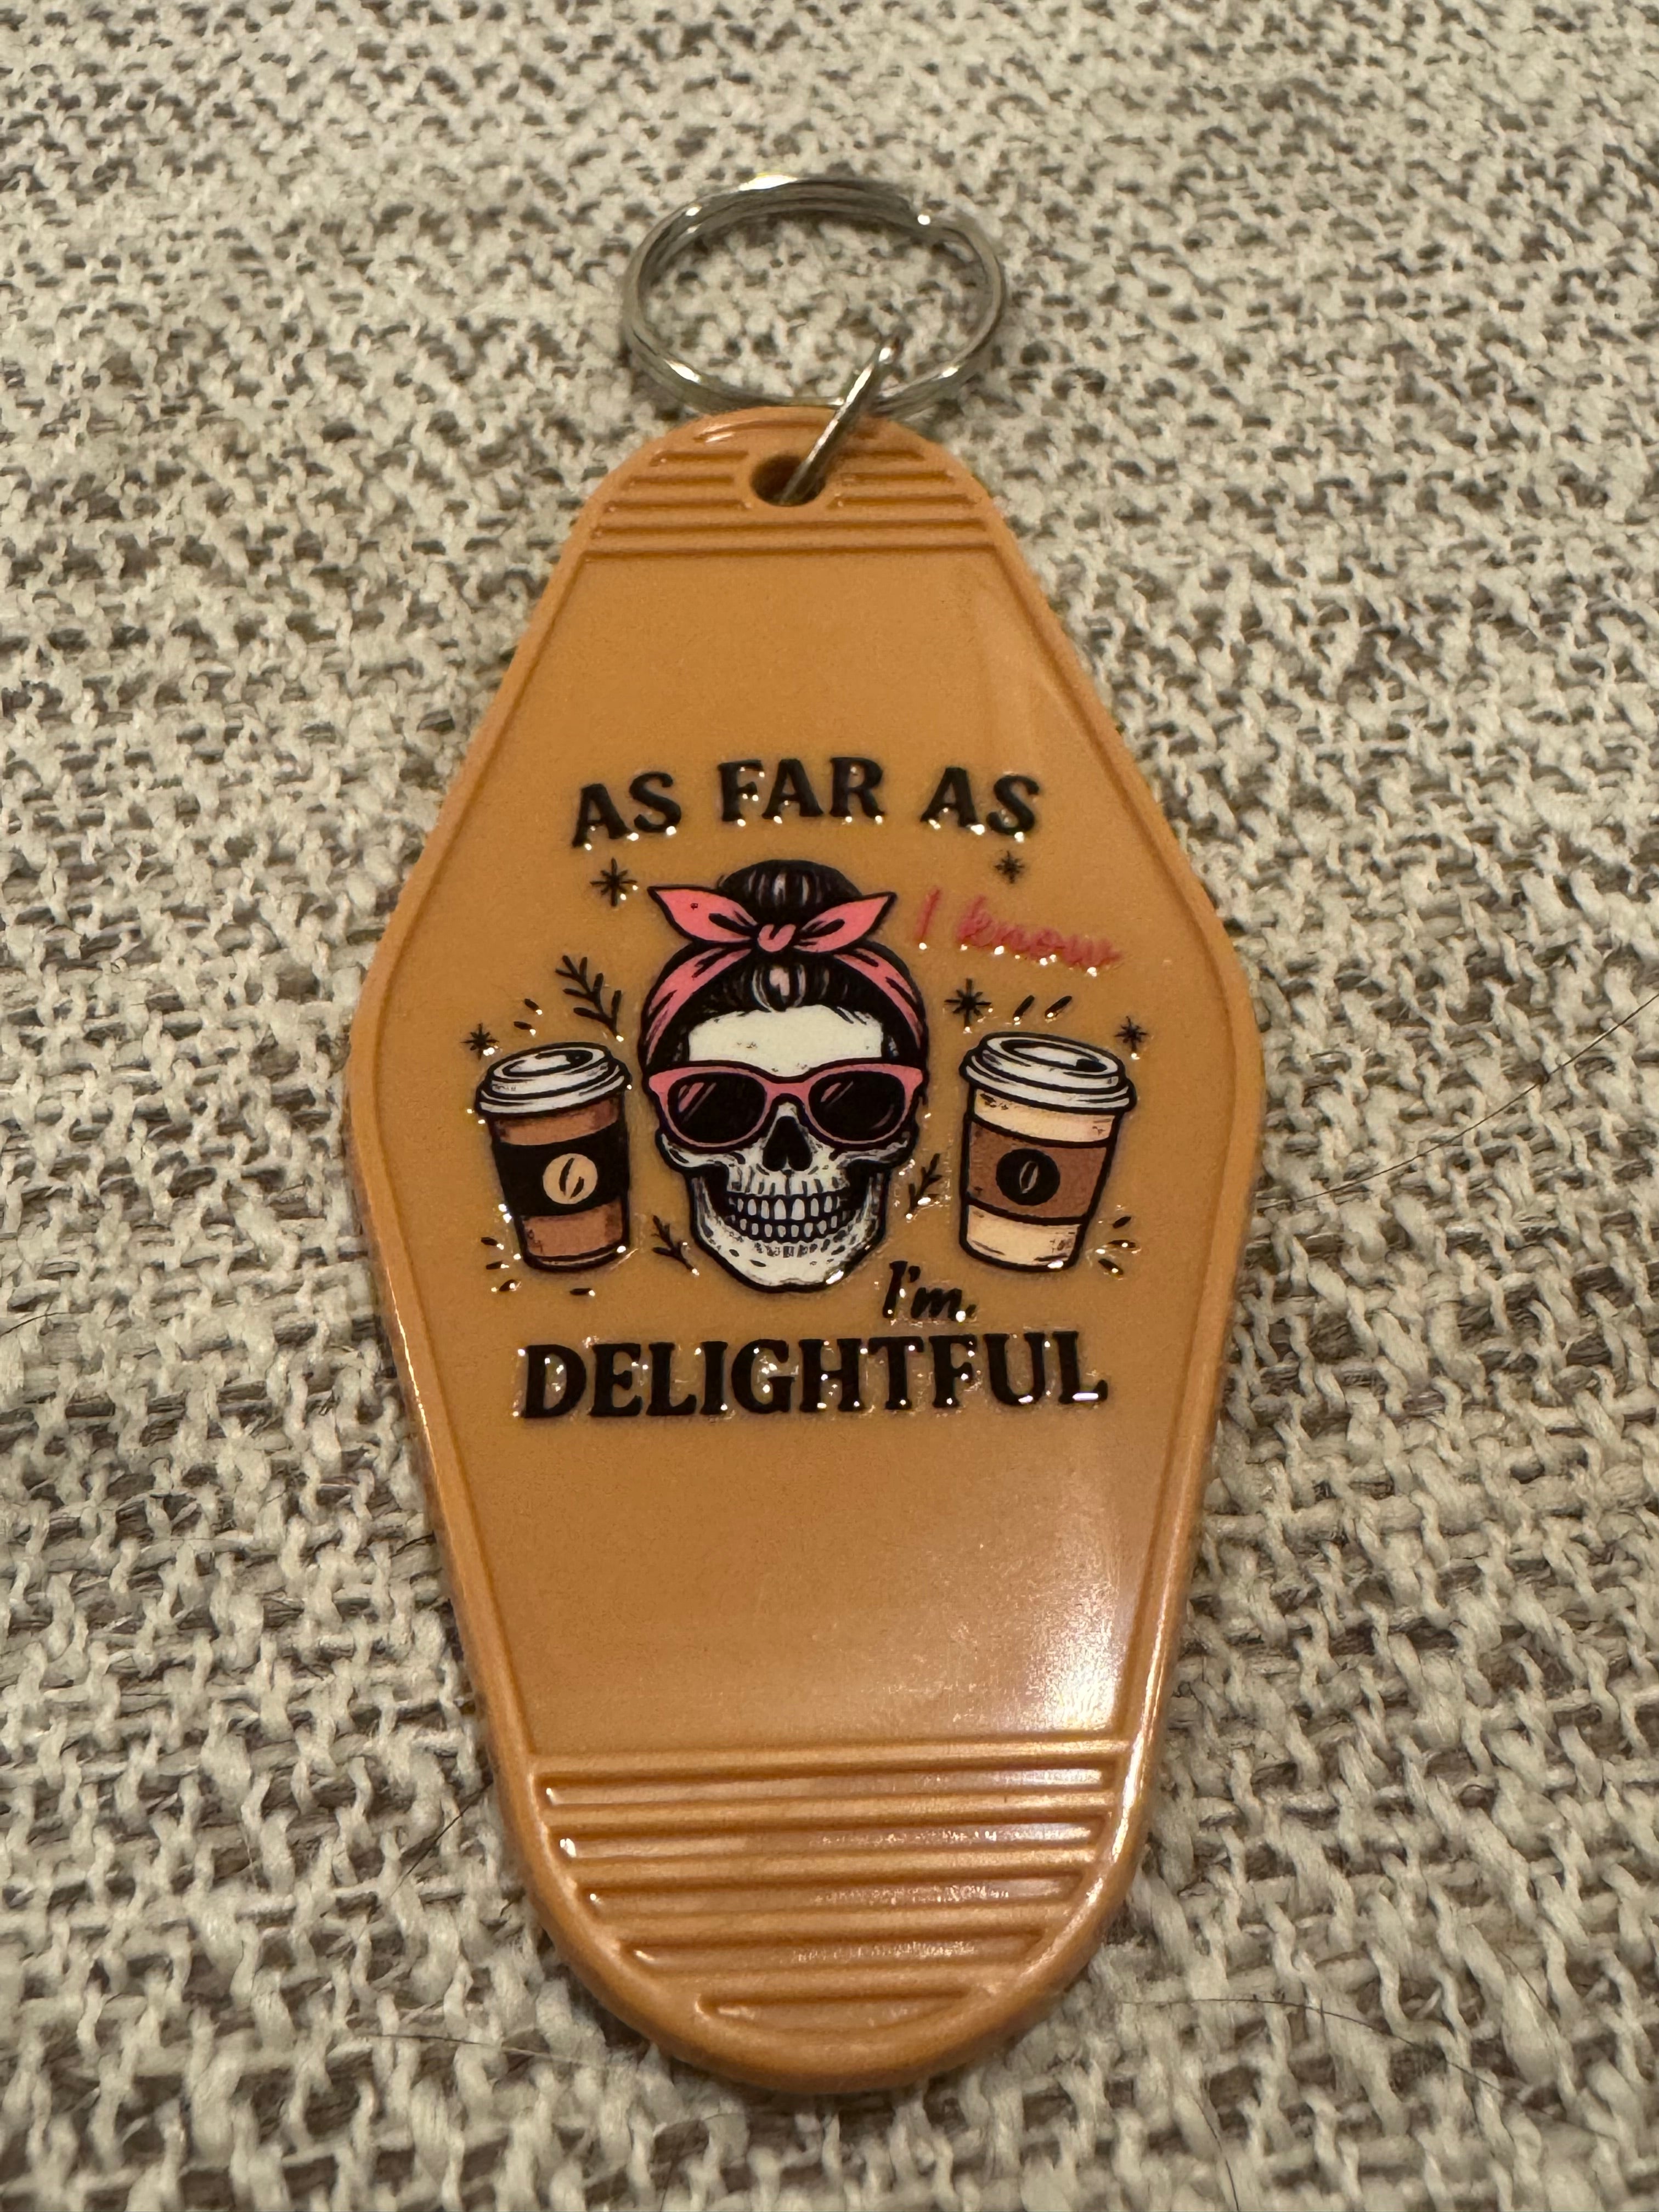 AS FAR AS
I know
I'm
DELIGHTFUL